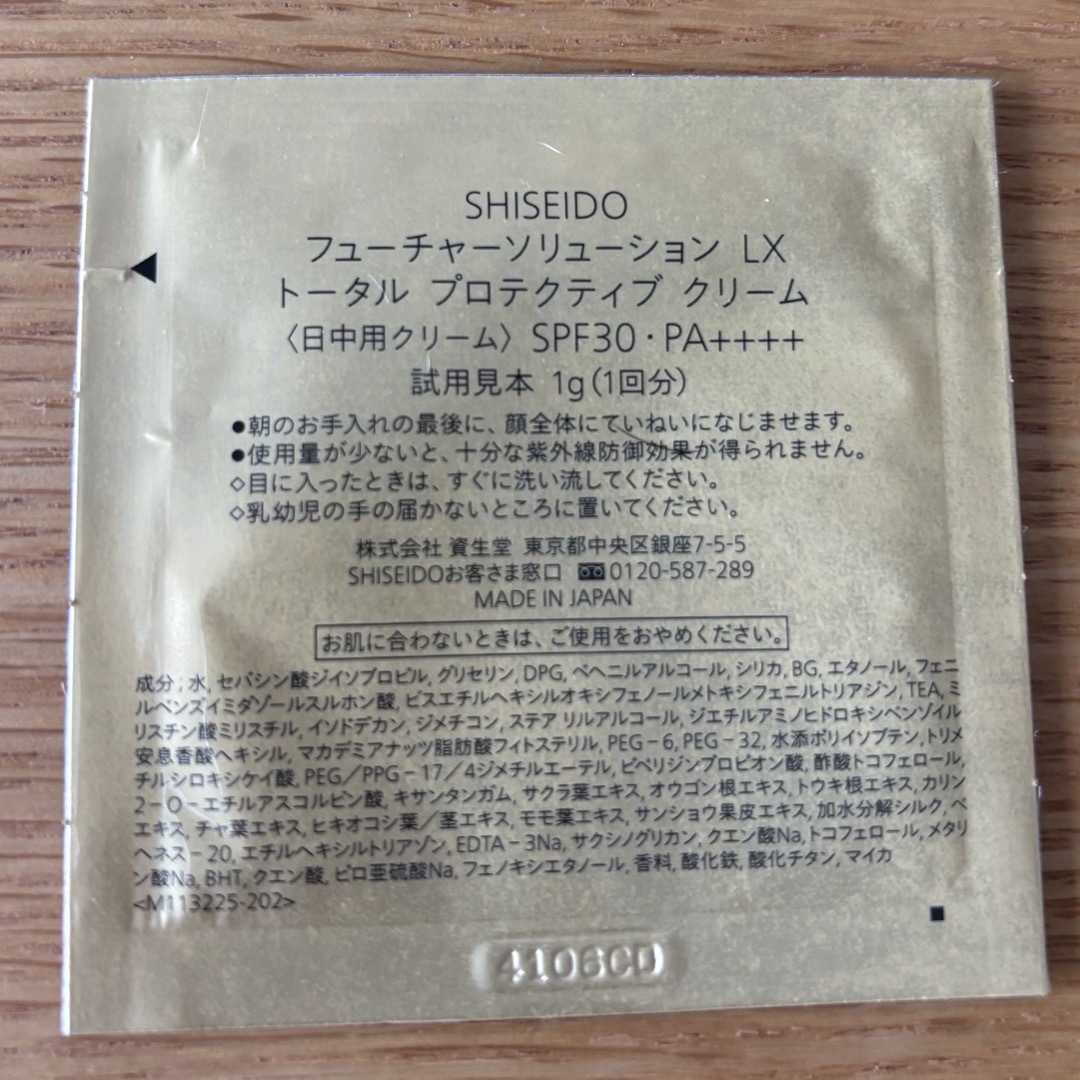 SHISEIDO
フューチャーソリューション LX
トータル プロテクティブ クリーム
〈日中用クリーム〉 SPF30・PA++++
試用見本 1g(1回分)
●朝のお手入れの最後に、顔全体にていねいになじませます。
●使用量が少ないと、十分な紫外線防御効果が得られません。
◇目に入ったときは、すぐに洗い流してください。
◇乳幼児の手の届かないところに置いてください。
株式会社 資生堂 東京都中央区銀座7-5-5
SHISEIDOお客さま窓口 0120-587-289
MADE IN JAPAN
お肌に合わないときは、ご使用をおやめください。
成分;水, セバシン酸ジイソプロピル, グリセリン, DPG, ベヘニルアルコール, シリカ, BG, エタノール, フェニ
ルベンズイミダゾールスルホン酸, ビスエチルヘキシルオキシフェノールメトキシフェニルトリアジン, TEA, ミ
リスチン酸ミリスチル, イソドデカン, ジメチコン, ステアリルアルコール, ジエチルアミノヒドロキシベンゾイル
安息香酸ヘキシル, マカデミアナッツ脂肪酸フィトステリル, PEG-6, PEG-32, 水添ポリイソブテン, トリメ
チルシロキシケイ酸, PEG/PPG-17/4ジメチルエーテル, ピペリジンプロピオン酸, 酢酸トコフェロール,
2-O-エチルアスコルビン酸, キサンタンガム, サクラ葉エキス, オウゴン根エキス, トウキ根エキス, カリン
エキス, チャ葉エキス, ヒキオコシ葉/茎エキス, モモ葉エキス, サンショウ果皮エキス, 加水分解シルク, ベ
ヘネス-20, エチルヘキシルトリアゾン, EDTA-3Na, サクシノグリカン, クエン酸Na, トコフェロール, メタリ
ン酸Na, BHT, クエン酸, ピロ亜硫酸Na, フェノキシエタノール, 香料, 酸化鉄, 酸化チタン, マイカ
<M113225-202>
4106CD